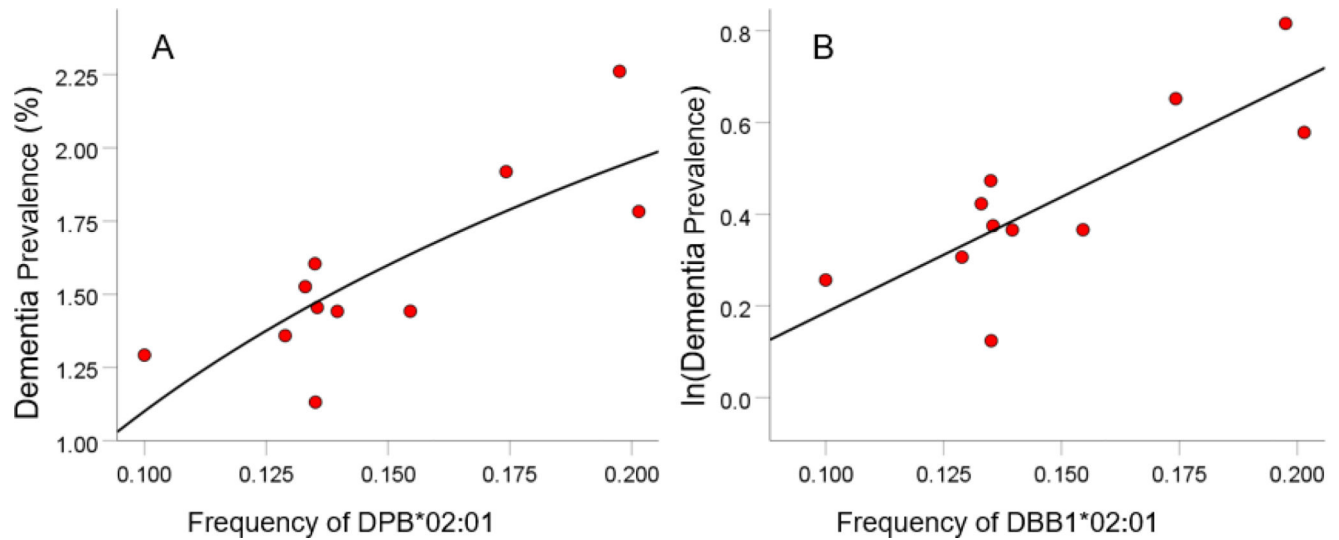 A
Dementia Prevalence (%)
2.25
2.00
1.75
1.50
1.25
1.00
0.100 0.125 0.150 0.175 0.200
Frequency of DPB*02:01
B
ln(Dementia Prevalence)
0.8
0.6
0.4
0.2
0.0
0.100 0.125 0.150 0.175 0.200
Frequency of DBB1*02:01